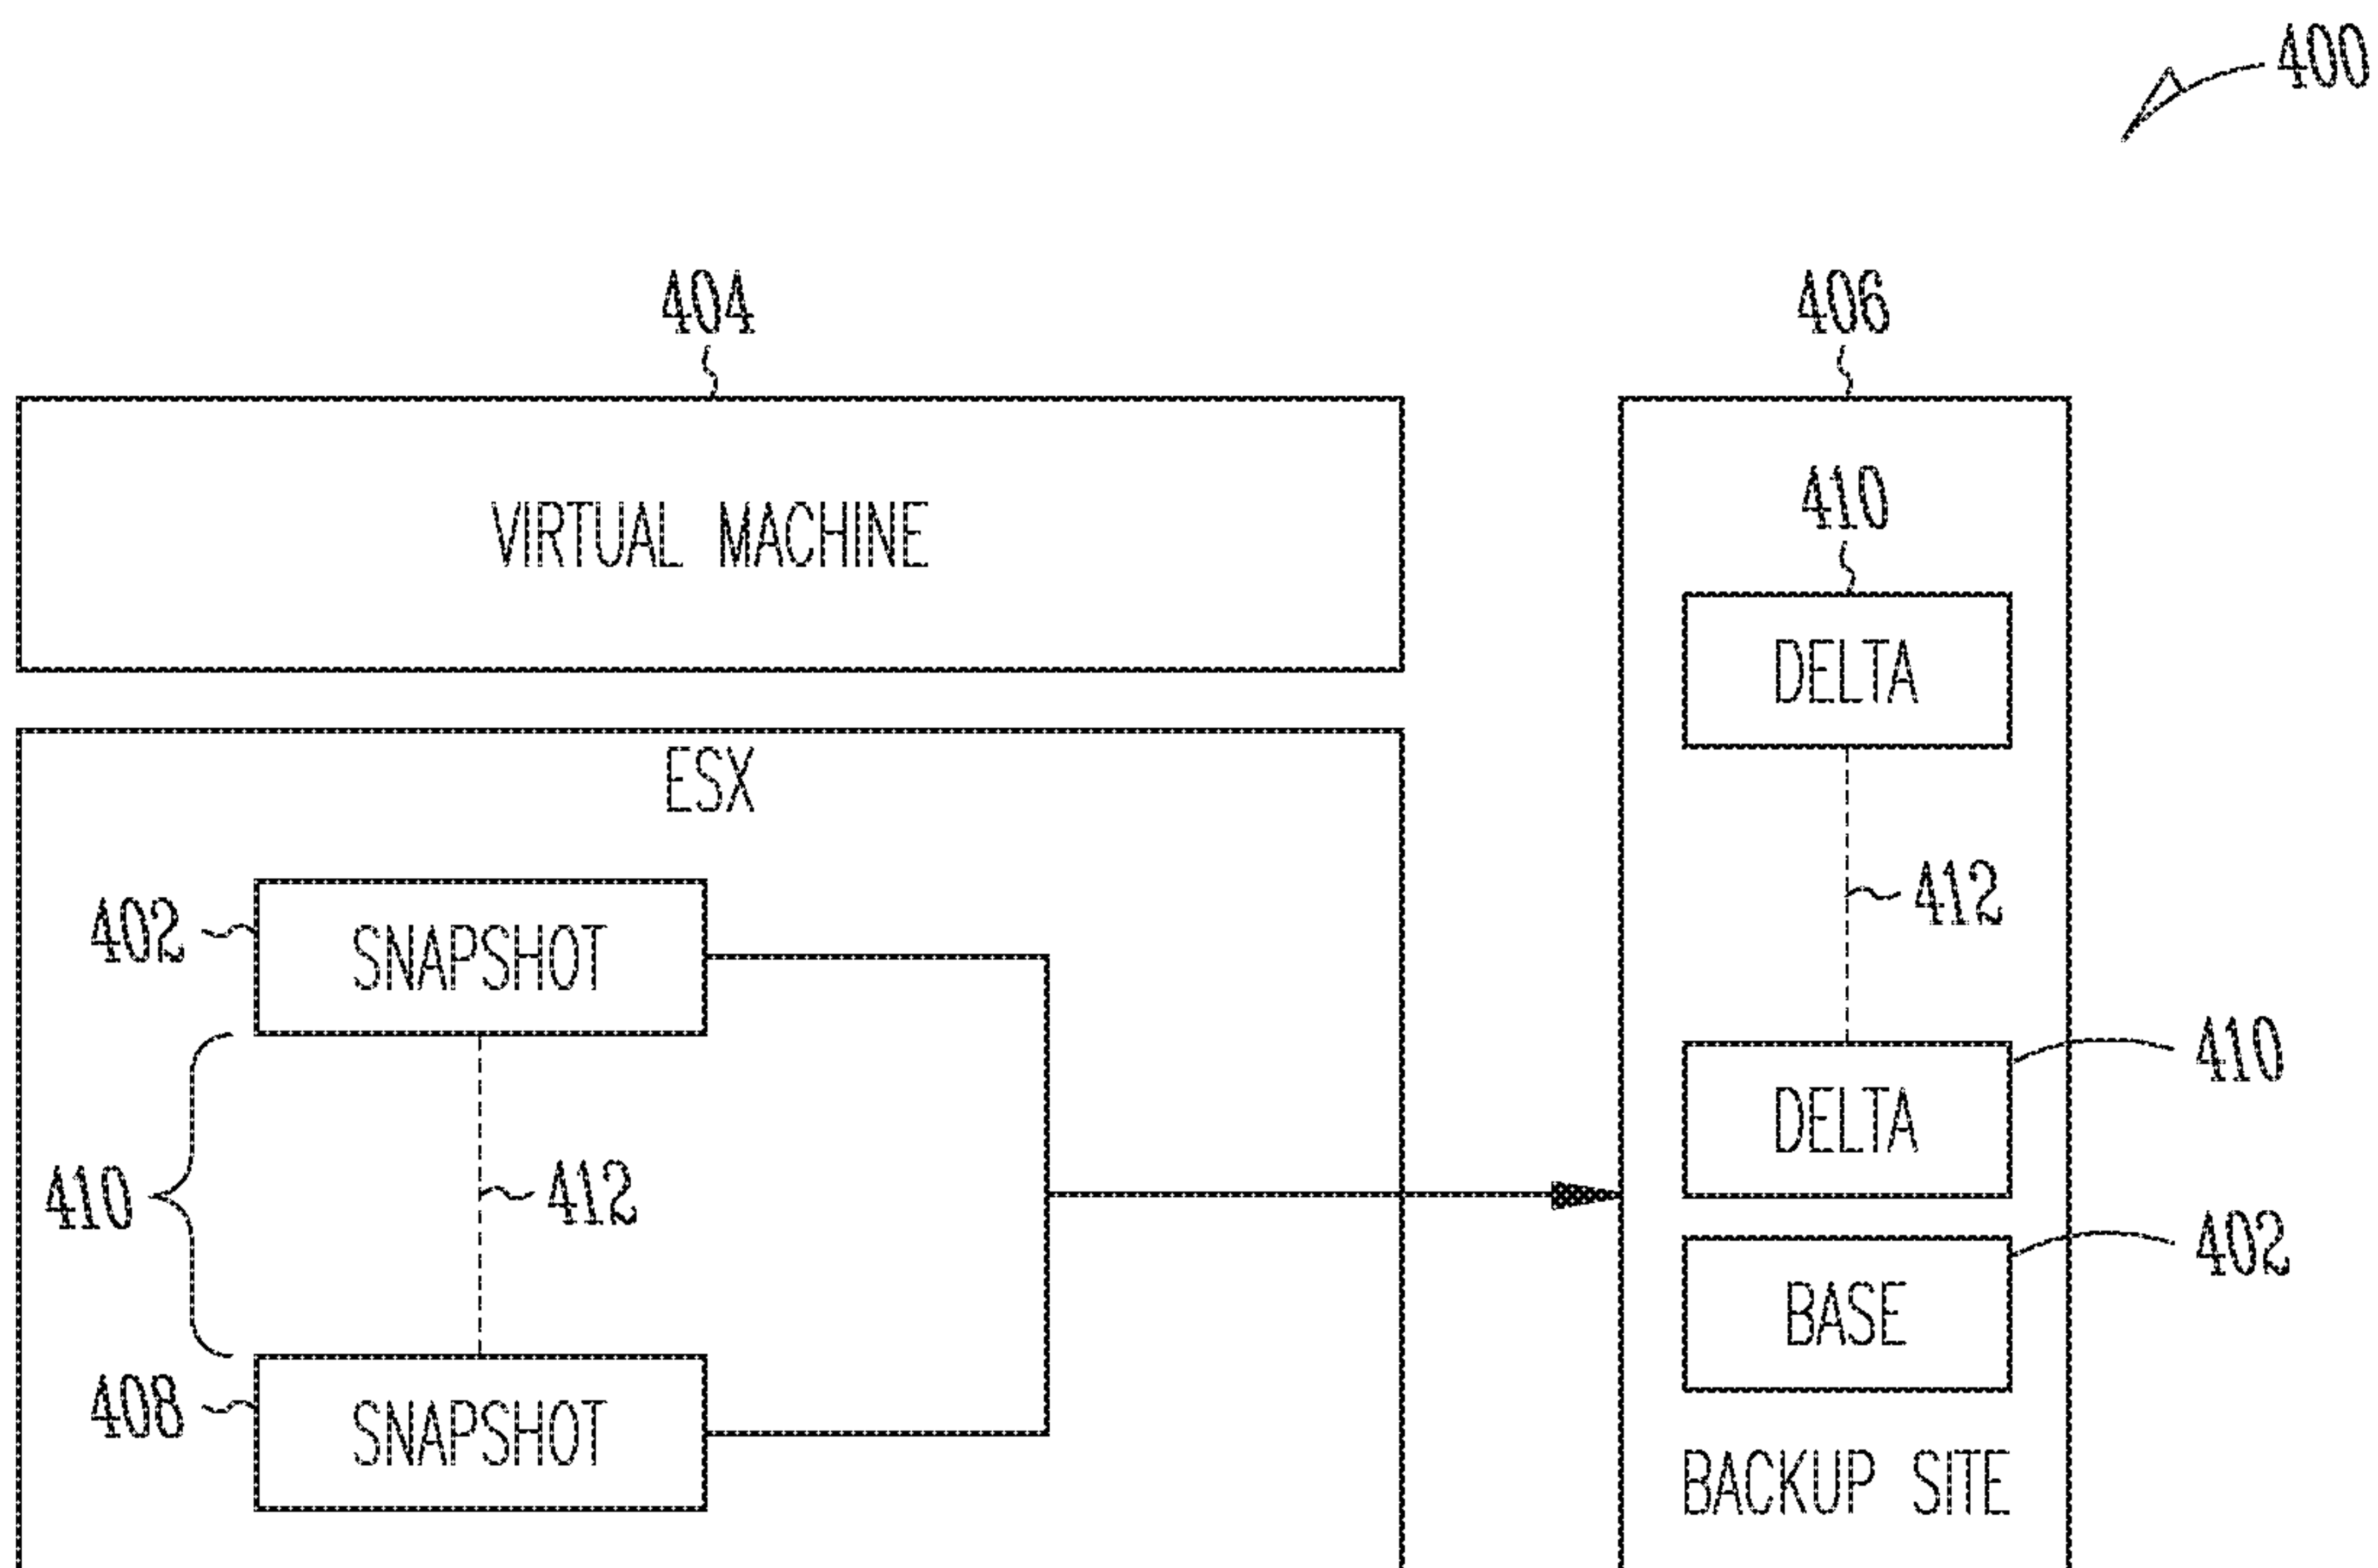 400
404
406
VIRTUAL MACHINE
410
DELTA
ESX
402
SNAPSHOT
412
410
412
408
SNAPSHOT
DELTA
410
BASE
402
BACKUP SITE